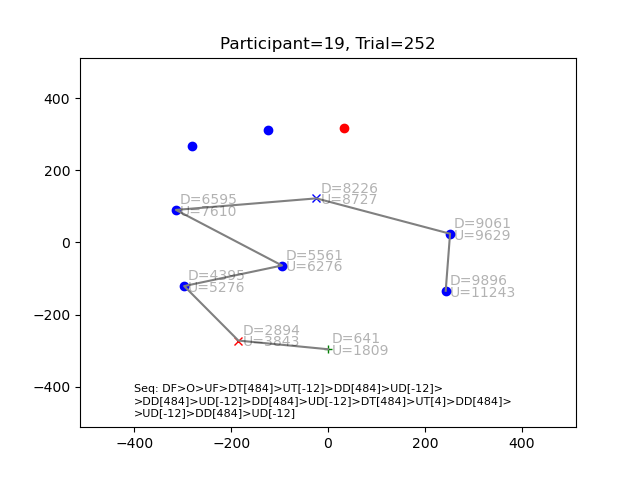 Participant=19, Trial=252
400
200
0
−200
−400
D=6595
U=7610
D=8226
U=8727
D=9061
U=9629
D=5561
U=6276
D=4395
U=5276
D=9896
U=11243
D=2894
U=3843
D=641
U=1809
Seq: DF>O>UF>DT[484]>UT[-12]>DD[484]>UD[-12]>
>DD[484]>UD[-12]>DD[484]>UD[-12]>DT[484]>UT[4]>DD[484]>
>UD[-12]>DD[484]>UD[-12]
−400 −200 0 200 400